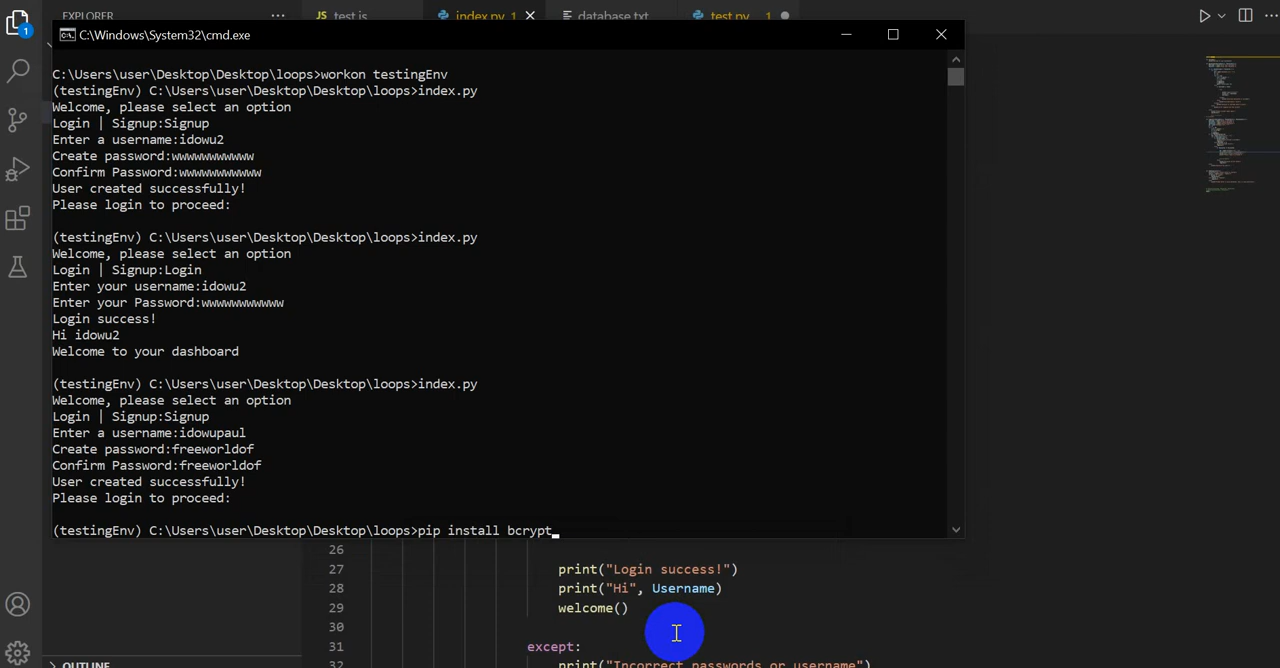 EXPLORER
JS test.js
index.py 1
database.txt
test.py 1
C:\Windows\System32\cmd.exe
C:\Users\user\Desktop\Desktop\loops>workon testingEnv
(testingEnv) C:\Users\user\Desktop\Desktop\loops>index.py
Welcome, please select an option
Login | Signup:Signup
Enter a username:idowu2
Create password:wwwwwwwwwww
Confirm Password:wwwwwwwwwww
User created successfully!
Please login to proceed:
(testingEnv) C:\Users\user\Desktop\Desktop\loops>index.py
Welcome, please select an option
Login | Signup:Login
Enter your username:idowu2
Enter your Password:wwwwwwwwwww
Login success!
Hi idowu2
Welcome to your dashboard
(testingEnv) C:\Users\user\Desktop\Desktop\loops>index.py
Welcome, please select an option
Login | Signup:Signup
Enter a username:idowupaul
Create password:freeworldof
Confirm Password:freeworldof
User created successfully!
Please login to proceed:
(testingEnv) C:\Users\user\Desktop\Desktop\loops>pip install bcrypt
26
27 print("Login success!")
28 print("Hi", Username)
29 welcome()
30
31 except:
32 print("Incorrect passwords or username")
1
OUTLINE